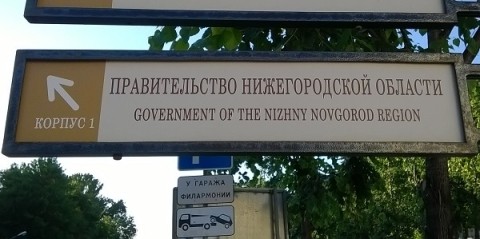 ПРАВИТЕЛЬСТВО НИЖЕГОРОДСКОЙ ОБЛАСТИ
GOVERNMENT OF THE NIZHNY NOVGOROD REGION
КОРПУС 1
У ГАРАЖА
ФИЛАРМОНИИ